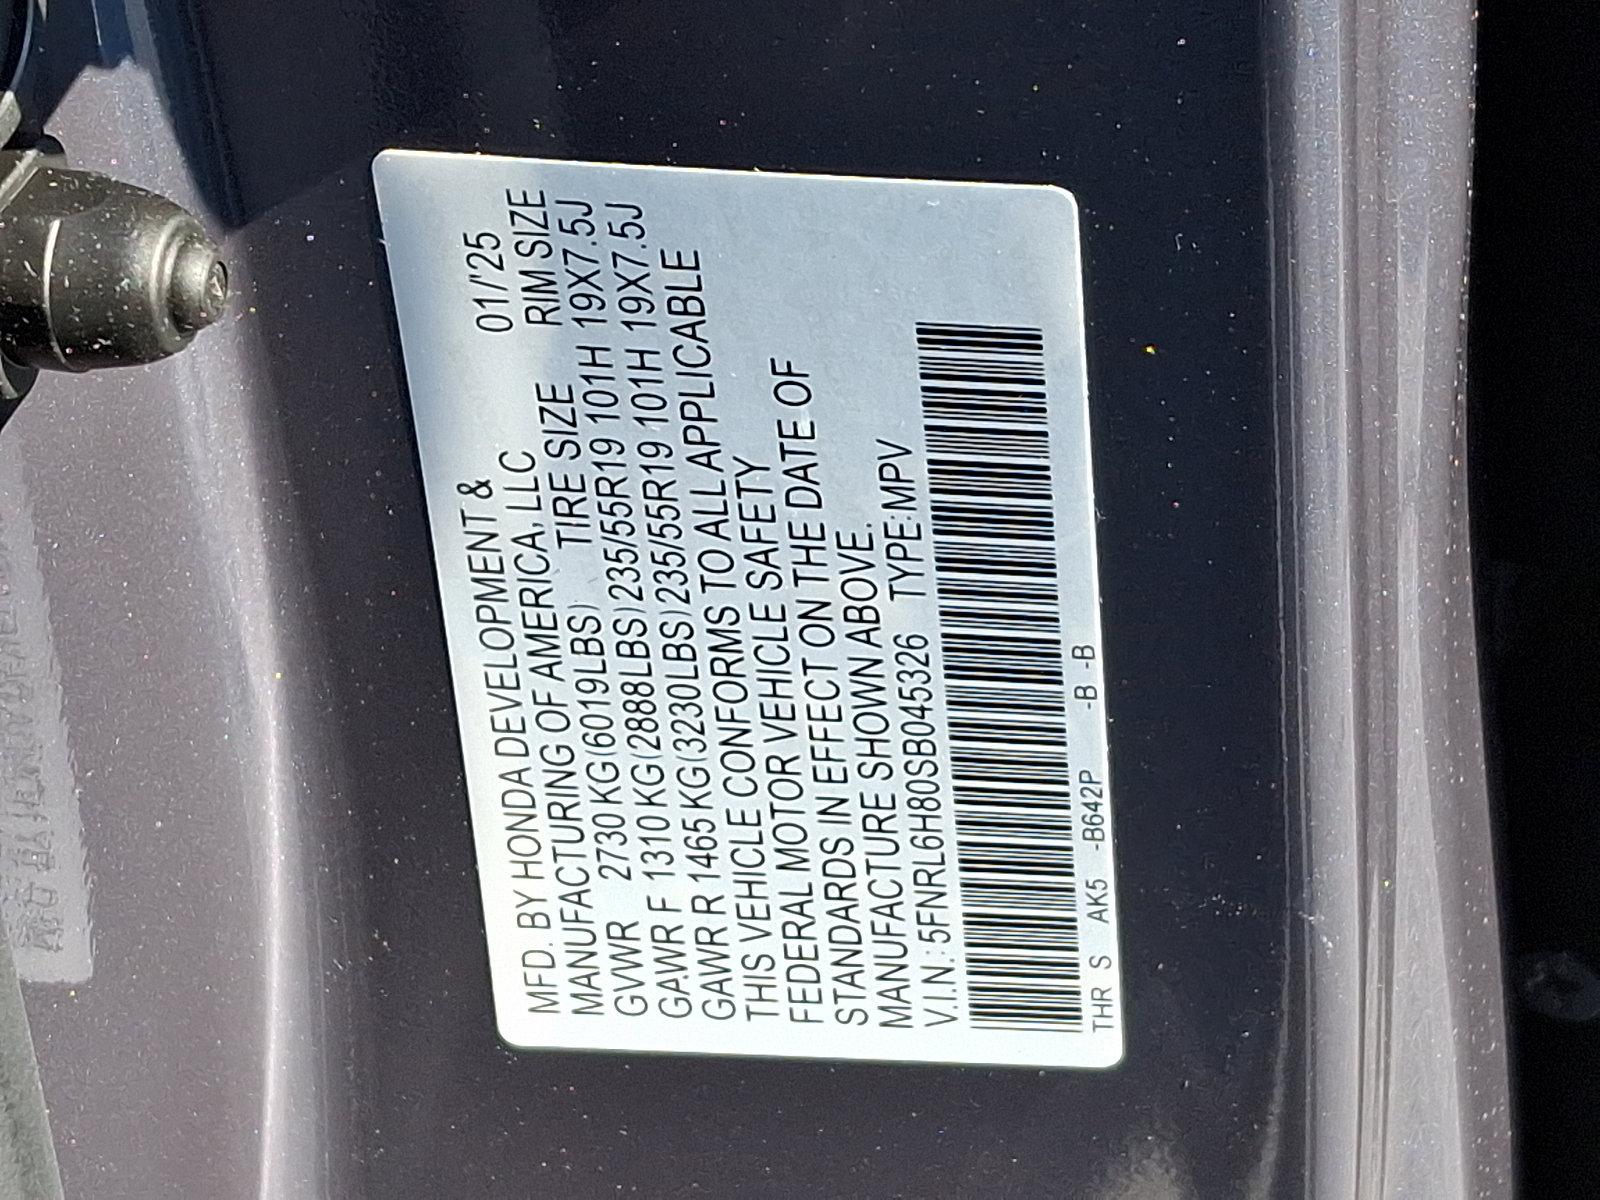 MFD. BY HONDA DEVELOPMENT & 01/'25
MANUFACTURING OF AMERICA, LLC RIM SIZE
GVWR 2730 KG(6019LBS) TIRE SIZE
GAWR F 1310 KG(2888LBS) 235/55R19 101H 19X7.5J
GAWR R 1465 KG(3230LBS) 235/55R19 101H 19X7.5J
THIS VEHICLE CONFORMS TO ALL APPLICABLE
FEDERAL MOTOR VEHICLE SAFETY
STANDARDS IN EFFECT ON THE DATE OF
MANUFACTURE SHOWN ABOVE.
V.I.N.: 5FNRL6H80SB045326 TYPE:MPV
THR S AK5 -B642P -B -B